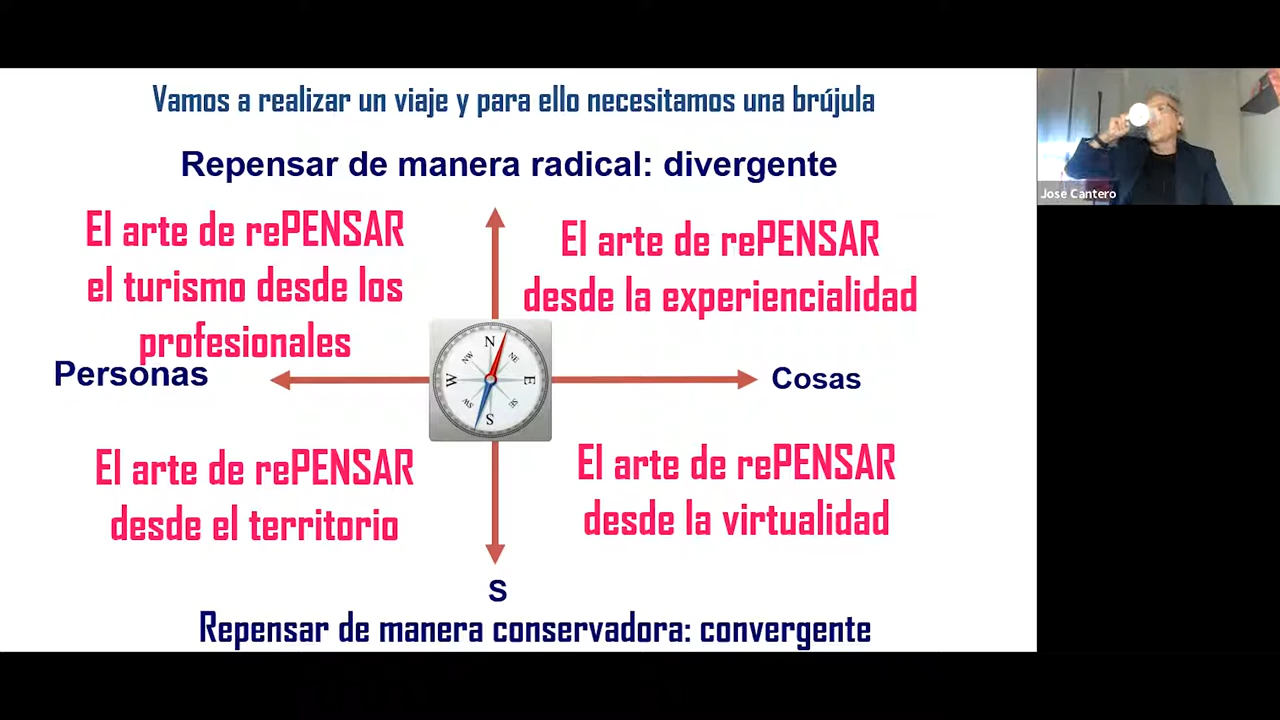 Vamos a realizar un viaje y para ello necesitamos una brújula
Repensar de manera radical: divergente
El arte de rePENSAR
el turismo desde los
profesionales
El arte de rePENSAR
desde la experiencialidad
Personas
Cosas
N
NW
NE
W
E
SW
SE
S
El arte de rePENSAR
desde el territorio
El arte de rePENSAR
desde la virtualidad
S
Repensar de manera conservadora: convergente
Jose Cantero